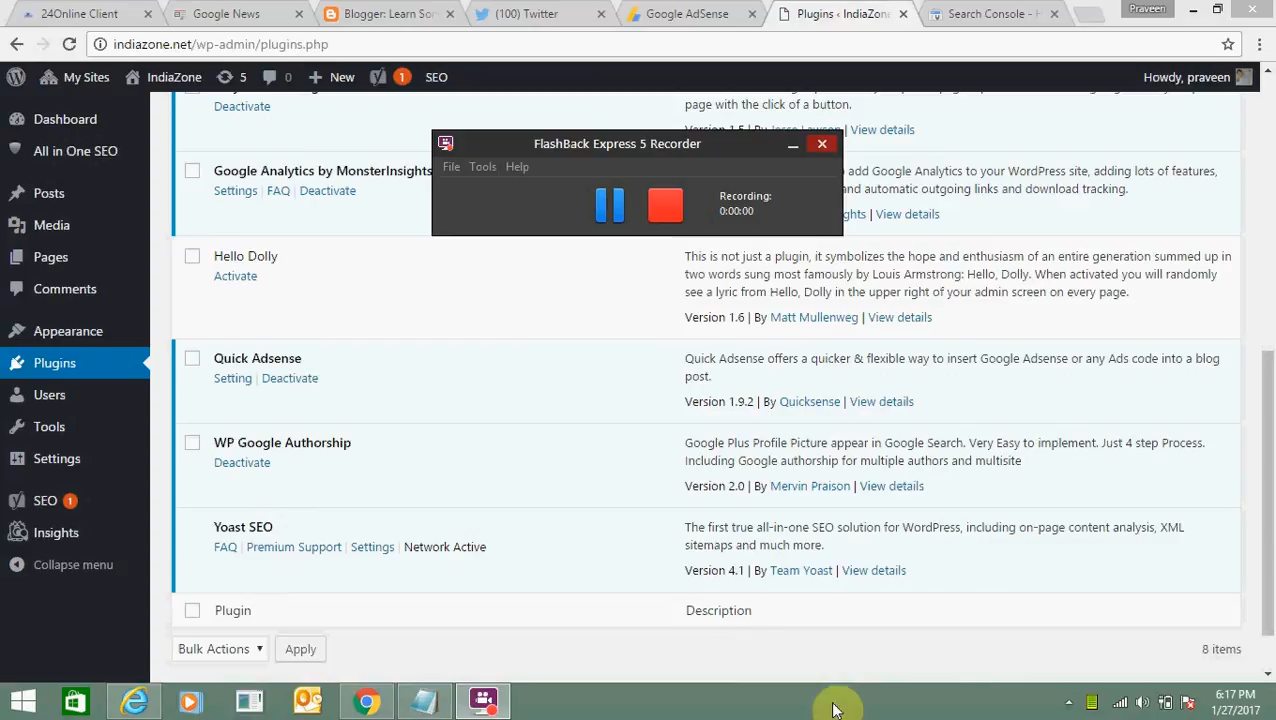 24Online Client
Google News
Blogger: Learn Sor
(100) Twitter
Google AdSense
Plugins ‹ IndiaZon
Search Console - H
Praveen
indiazone.net/wp-admin/plugins.php
My Sites
IndiaZone
5
0
New
1
SEO
Howdy, praveen
Dashboard
All in One SEO
Posts
Media
Pages
Comments
Appearance
Plugins
Users
Tools
Settings
SEO 1
Insights
Collapse menu
Deactivate
page with the click of a button.
View details
FlashBack Express 5 Recorder
File Tools Help
Recording:
0:00:00
Google Analytics by MonsterInsights
Settings | FAQ | Deactivate
add Google Analytics to your WordPress site, adding lots of features,
and automatic outgoing links and download tracking.
ghts | View details
Hello Dolly
Activate
This is not just a plugin, it symbolizes the hope and enthusiasm of an entire generation summed up in
two words sung most famously by Louis Armstrong: Hello, Dolly. When activated you will randomly
see a lyric from Hello, Dolly in the upper right of your admin screen on every page.
Version 1.6 | By Matt Mullenweg | View details
Quick Adsense
Setting | Deactivate
Quick Adsense offers a quicker & flexible way to insert Google Adsense or any Ads code into a blog
post.
Version 1.9.2 | By Quicksense | View details
WP Google Authorship
Deactivate
Google Plus Profile Picture appear in Google Search. Very Easy to implement. Just 4 step Process.
Including Google authorship for multiple authors and multisite
Version 2.0 | By Mervin Praison | View details
Yoast SEO
FAQ | Premium Support | Settings | Network Active
The first true all-in-one SEO solution for WordPress, including on-page content analysis, XML
sitemaps and much more.
Version 4.1 | By Team Yoast | View details
Plugin
Description
Bulk Actions
Apply
8 items
6:17 PM
1/27/2017